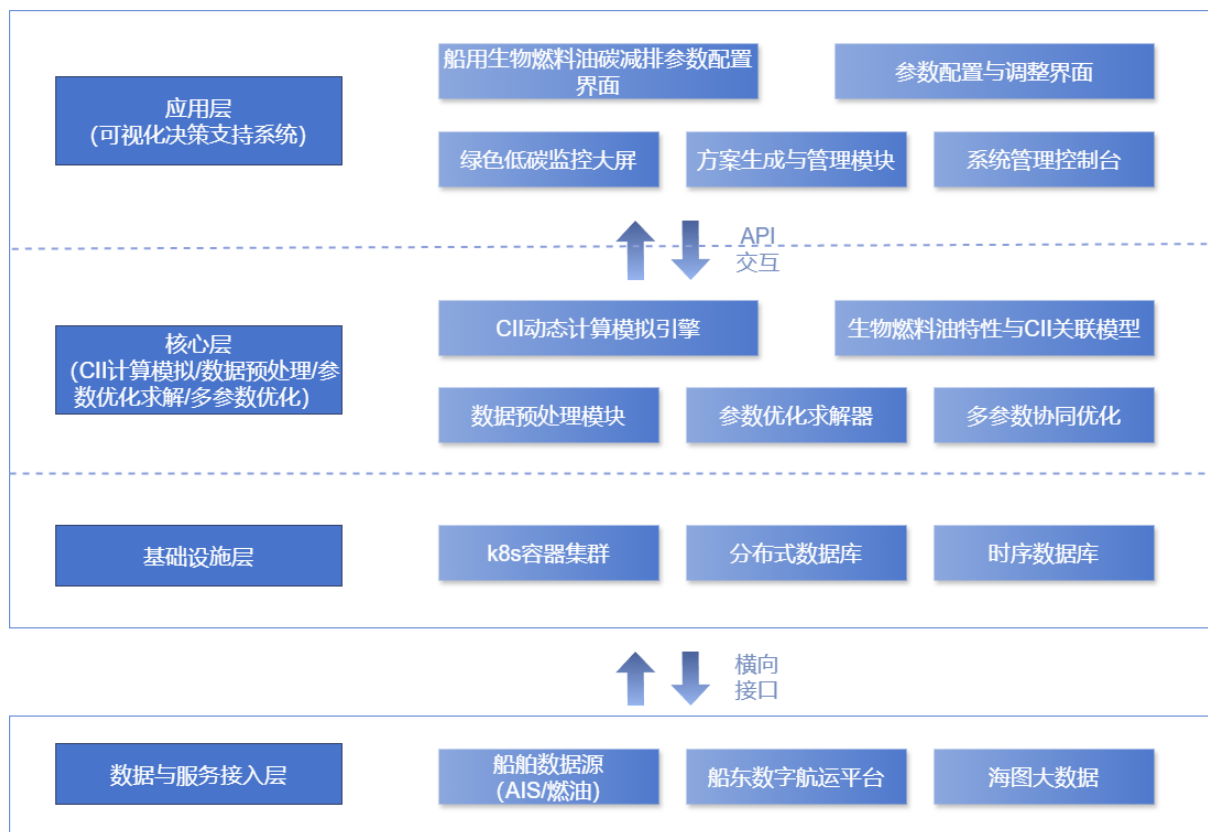 船用生物燃料油碳减排参数配置
界面
参数配置与调整界面
应用层
(可视化决策支持系统)
绿色低碳监控大屏
方案生成与管理模块
系统管理控制台
API
交互
CII动态计算模拟引擎
生物燃料油特性与CII关联模型
核心层
(CII计算模拟/数据预处理/参
数优化求解/多参数优化)
数据预处理模块
参数优化求解器
多参数协同优化
基础设施层
k8s容器集群
分布式数据库
时序数据库
横向
接口
数据与服务接入层
船舶数据源
(AIS/燃油)
船东数字航运平台
海图大数据